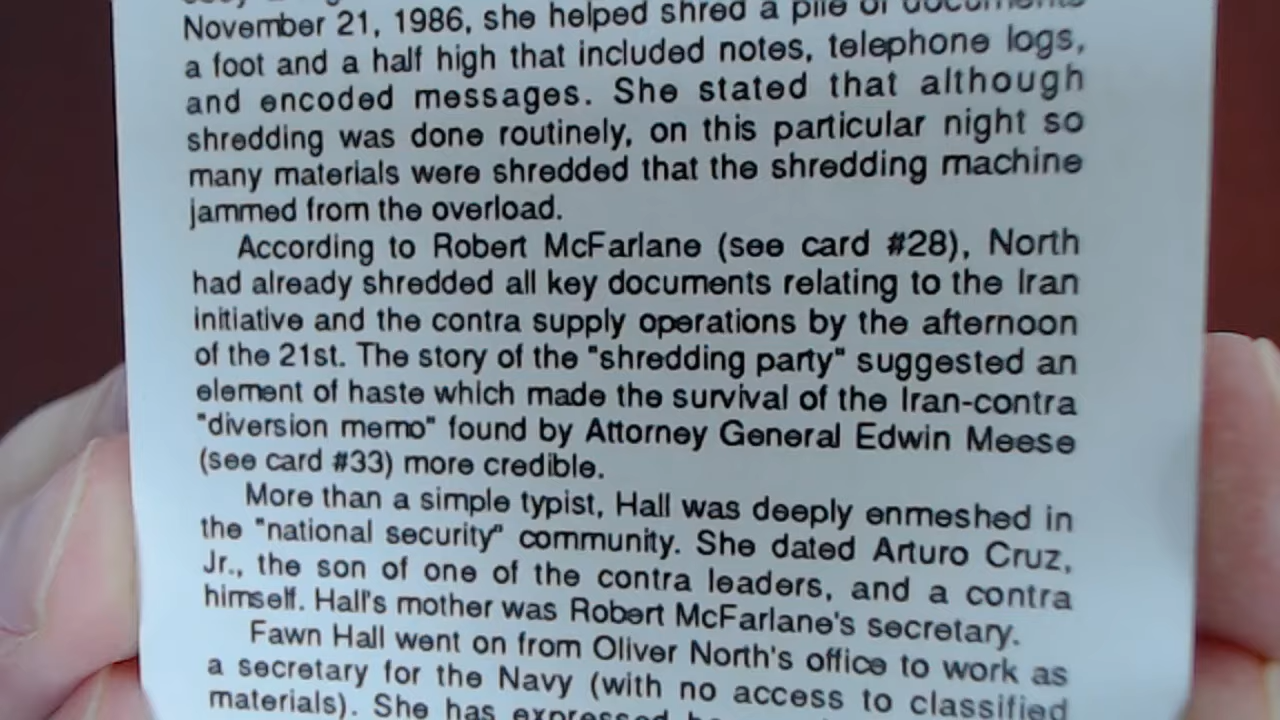 November 21, 1986, she helped shred a pile of documents
a foot and a half high that included notes, telephone logs,
and encoded messages. She stated that although
shredding was done routinely, on this particular night so
many materials were shredded that the shredding machine
jammed from the overload.
According to Robert McFarlane (see card #28), North
had already shredded all key documents relating to the Iran
initiative and the contra supply operations by the afternoon
of the 21st. The story of the "shredding party" suggested an
element of haste which made the survival of the Iran-contra
"diversion memo" found by Attorney General Edwin Meese
(see card #33) more credible.
More than a simple typist, Hall was deeply enmeshed in
the "national security" community. She dated Arturo Cruz,
Jr., the son of one of the contra leaders, and a contra
himself. Hall's mother was Robert McFarlane's secretary.
Fawn Hall went on from Oliver North's office to work as
a secretary for the Navy (with no access to classified
materials). She has expressed